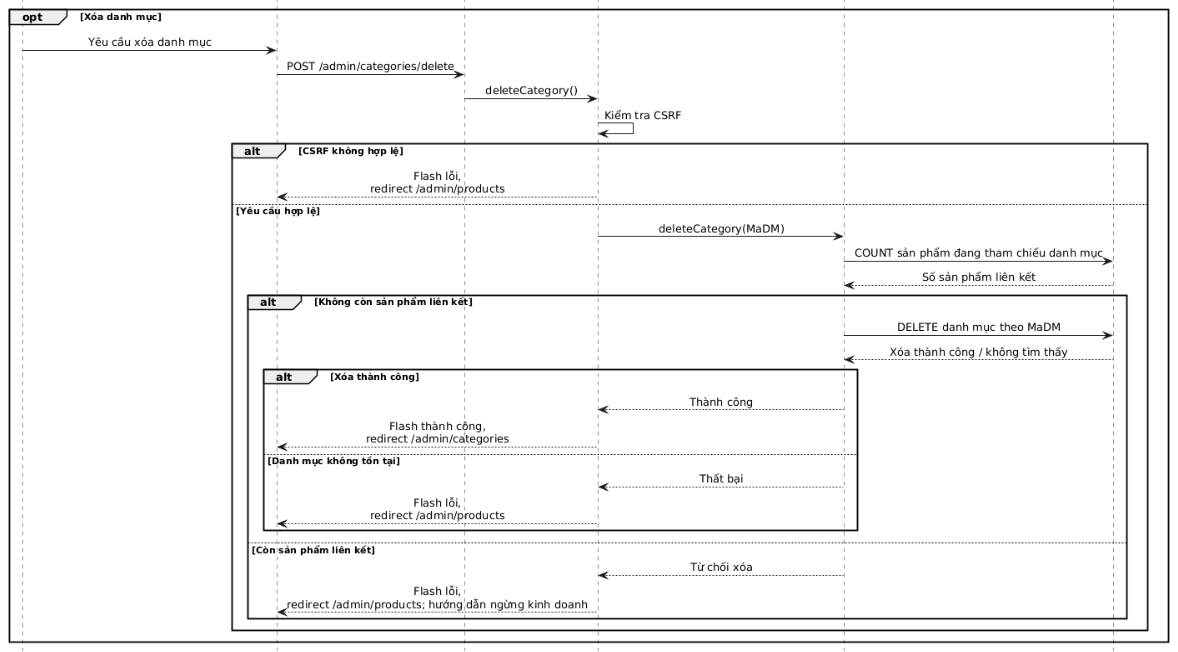 opt [Xóa danh mục]
Yêu cầu xóa danh mục
POST /admin/categories/delete
deleteCategory()
Kiểm tra CSRF
alt [CSRF không hợp lệ]
Flash lỗi,
redirect /admin/products
[Yêu cầu hợp lệ]
deleteCategory(MaDM)
COUNT sản phẩm đang tham chiếu danh mục
Số sản phẩm liên kết
alt [Không còn sản phẩm liên kết]
DELETE danh mục theo MaDM
Xóa thành công / không tìm thấy
alt [Xóa thành công]
Thành công
Flash thành công,
redirect /admin/categories
[Danh mục không tồn tại]
Thất bại
Flash lỗi,
redirect /admin/products
[Còn sản phẩm liên kết]
Từ chối xóa
Flash lỗi,
redirect /admin/products; hướng dẫn ngừng kinh doanh